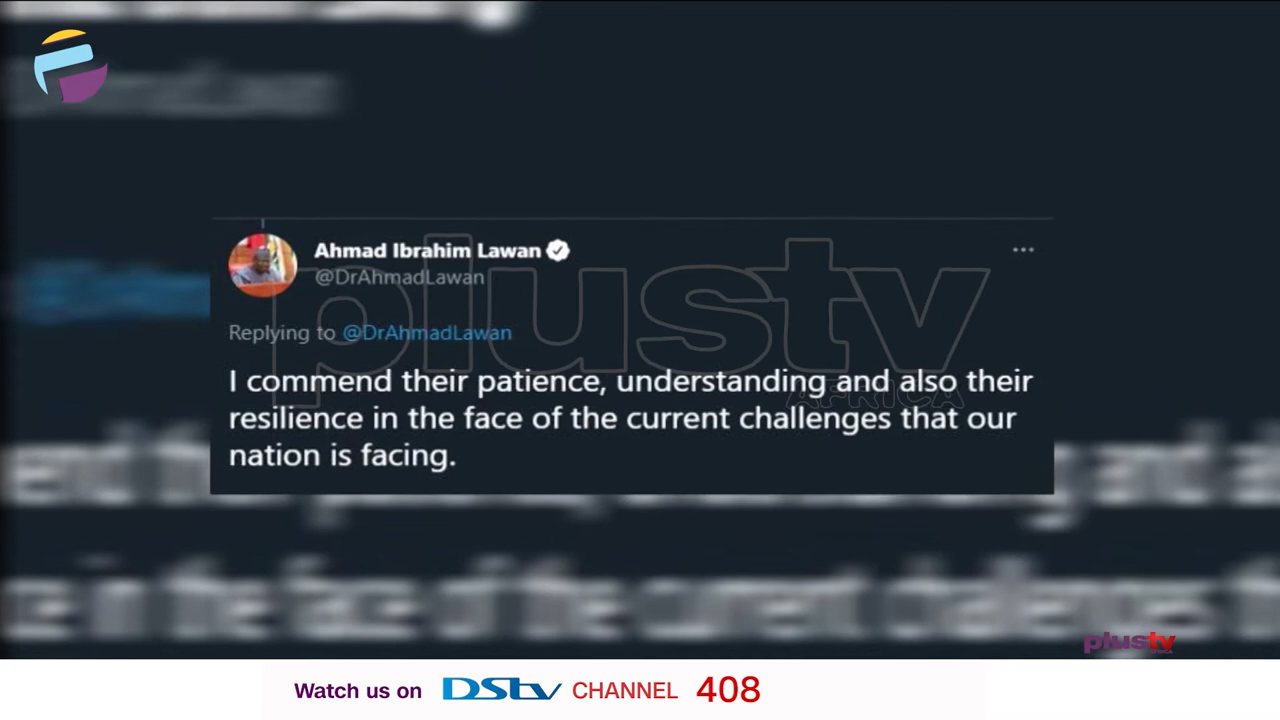 Ahmad Ibrahim Lawan
@DrAhmadLawan
Replying to @DrAhmadLawan
I commend their patience, understanding and also their
resilience in the face of the current challenges that our
nation is facing.
plustv
AFRICA
plustv
AFRICA
Watch us on DStv CHANNEL 408